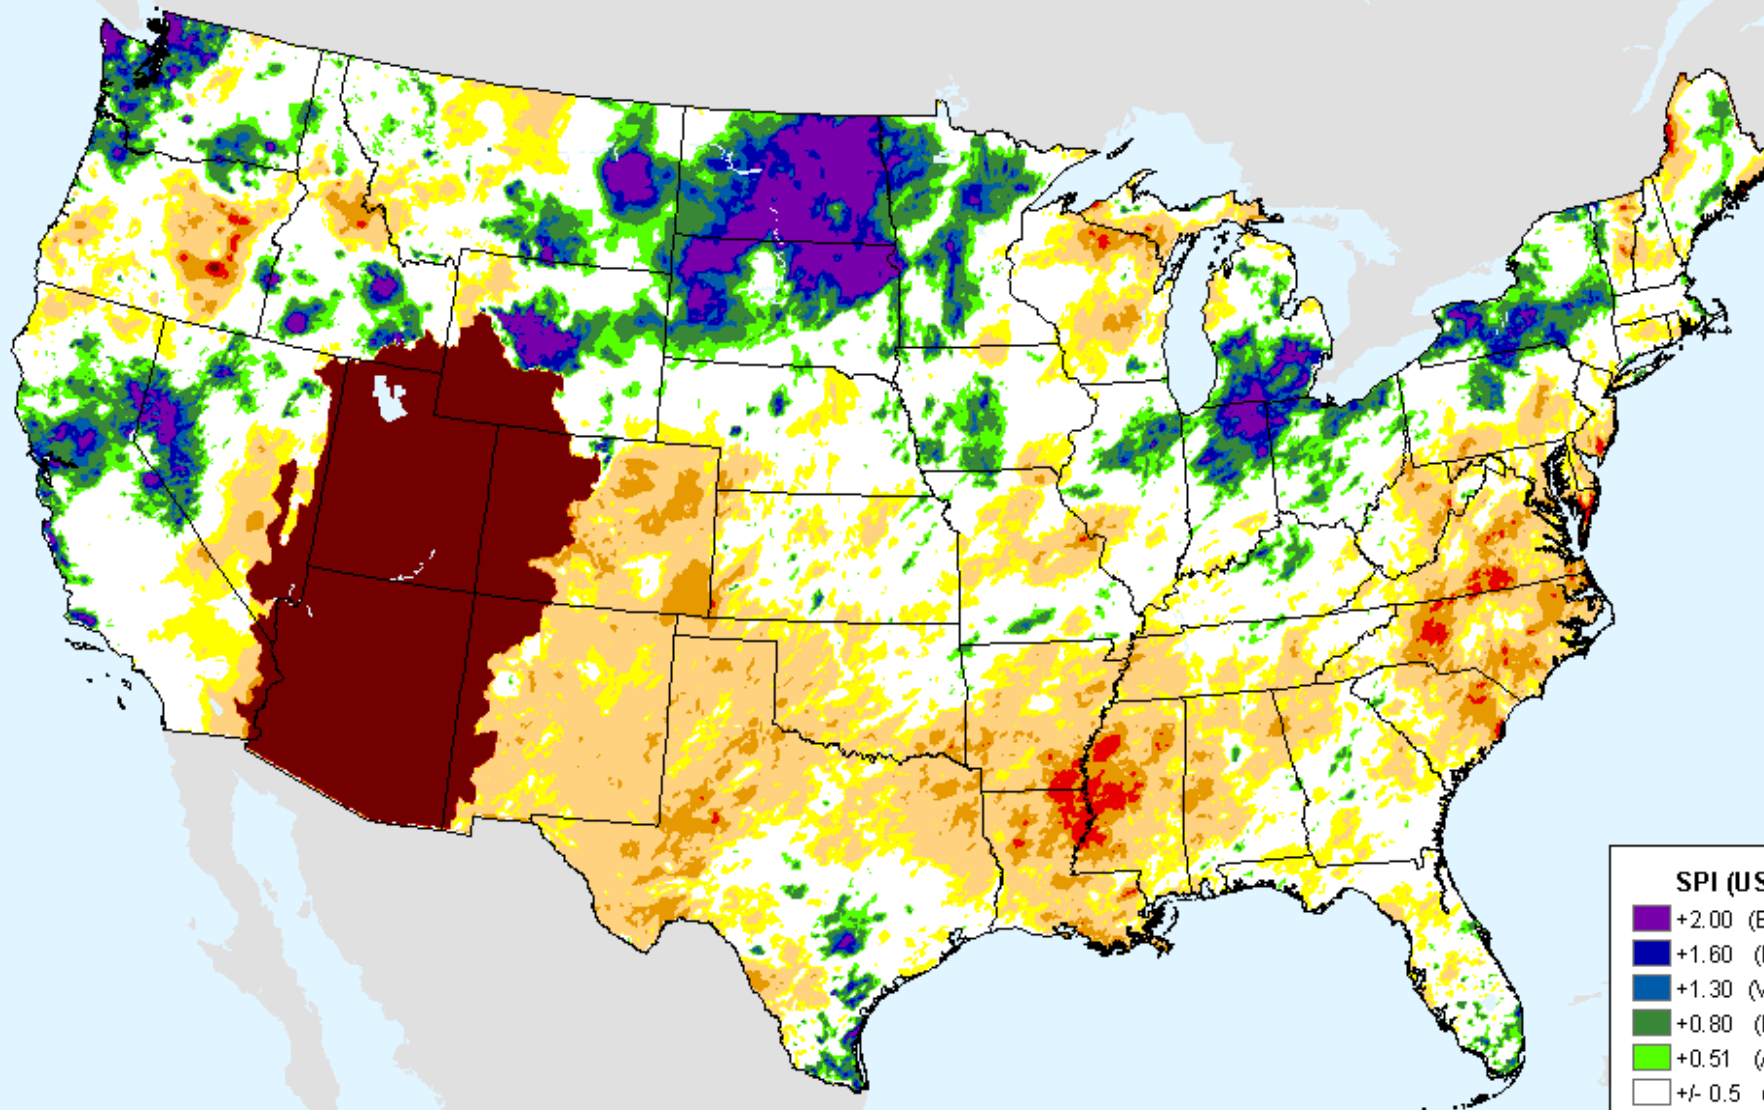 SPI (US
+2.00 (E
+1.60 (
+1.30 (V
+0.80 (
+0.51 (
+/- 0.5